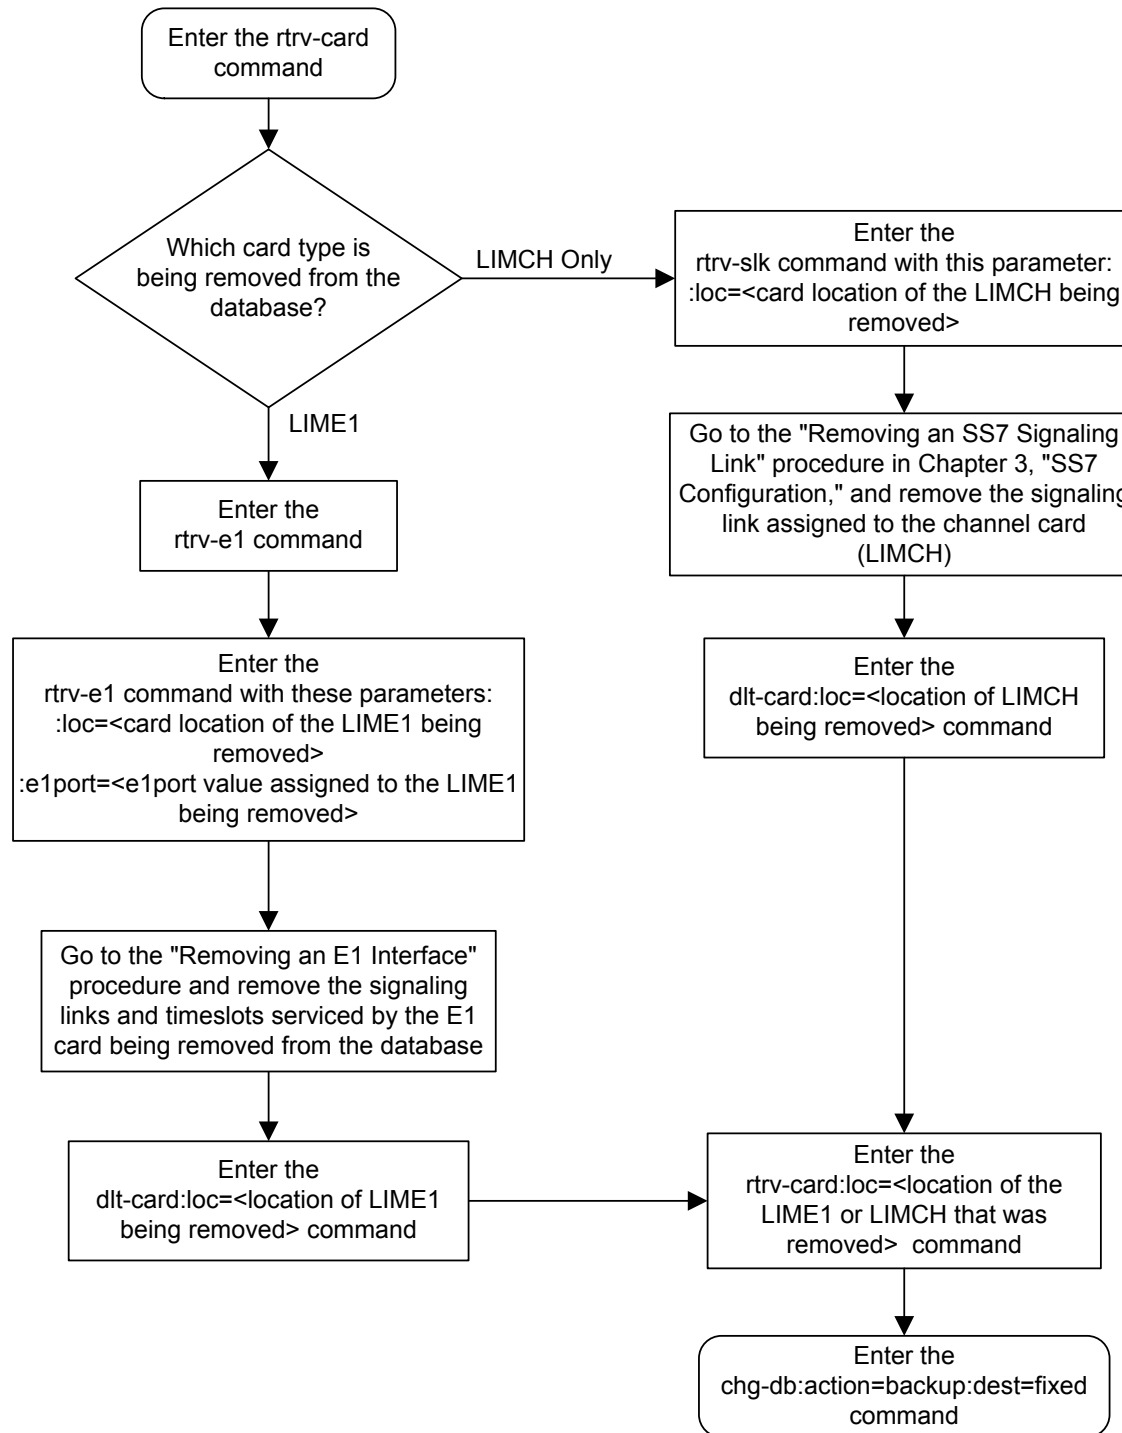 Enter the rtrv-card
command
Which card type is
being removed from the
database?
LIMCH Only
LIME1
Enter the
rtrv-slk command with this parameter:
:loc=<card location of the LIMCH being
removed>
Go to the "Removing an SS7 Signaling
Link" procedure in Chapter 3, "SS7
Configuration," and remove the signaling
link assigned to the channel card
(LIMCH)
Enter the
dlt-card:loc=<location of LIMCH
being removed> command
Enter the
rtrv-e1 command
Enter the
rtrv-e1 command with these parameters:
:loc=<card location of the LIME1 being
removed>
:e1port=<e1port value assigned to the LIME1
being removed>
Go to the "Removing an E1 Interface"
procedure and remove the signaling
links and timeslots serviced by the E1
card being removed from the database
Enter the
dlt-card:loc=<location of LIME1
being removed> command
Enter the
rtrv-card:loc=<location of the
LIME1 or LIMCH that was
removed>  command
Enter the
chg-db:action=backup:dest=fixed
command